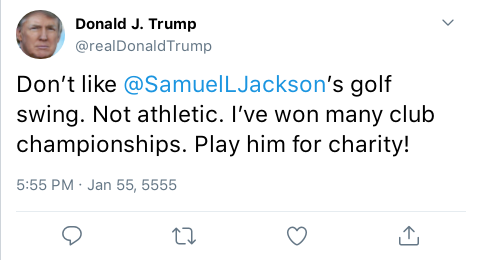 Donald J. Trump
@realDonaldTrump
Don’t like @SamuelLJackson’s golf
swing. Not athletic. I’ve won many club
championships. Play him for charity!
5:55 PM · Jan 55, 5555